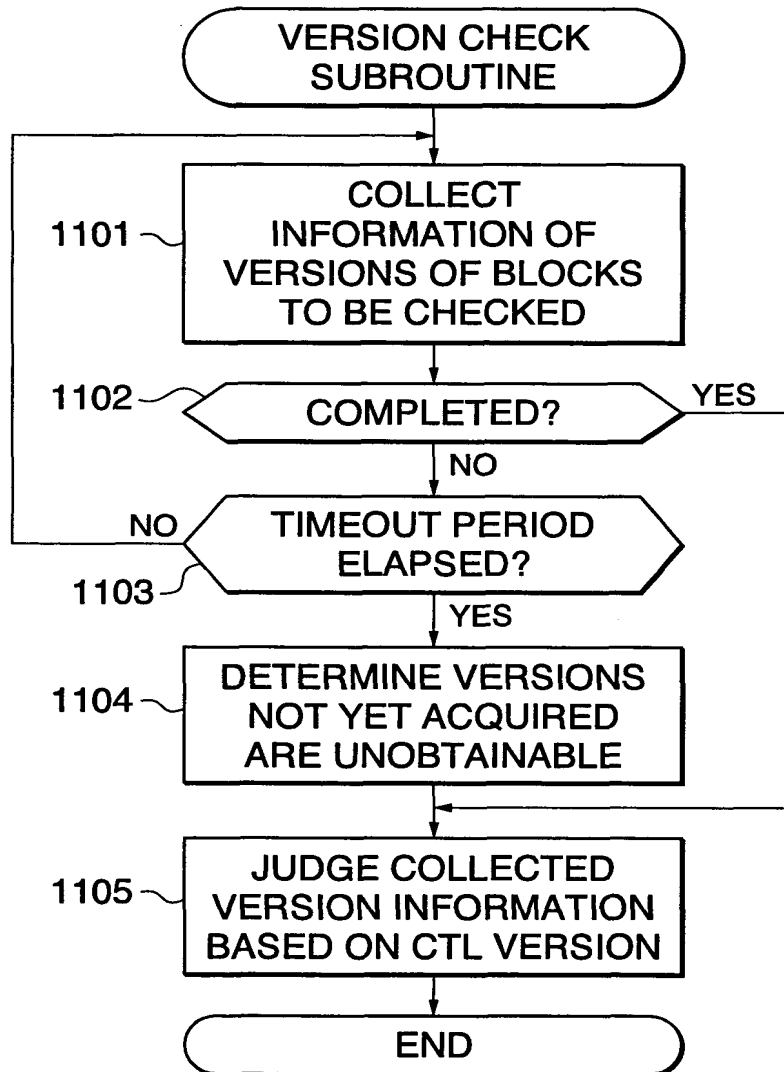 VERSION CHECK
SUBROUTINE
1101
COLLECT
INFORMATION OF
VERSIONS OF BLOCKS
TO BE CHECKED
1102
COMPLETED?
YES
NO
NO
TIMEOUT PERIOD
ELAPSED?
1103
YES
1104
DETERMINE VERSIONS
NOT YET ACQUIRED
ARE UNOBTAINABLE
1105
JUDGE COLLECTED
VERSION INFORMATION
BASED ON CTL VERSION
END